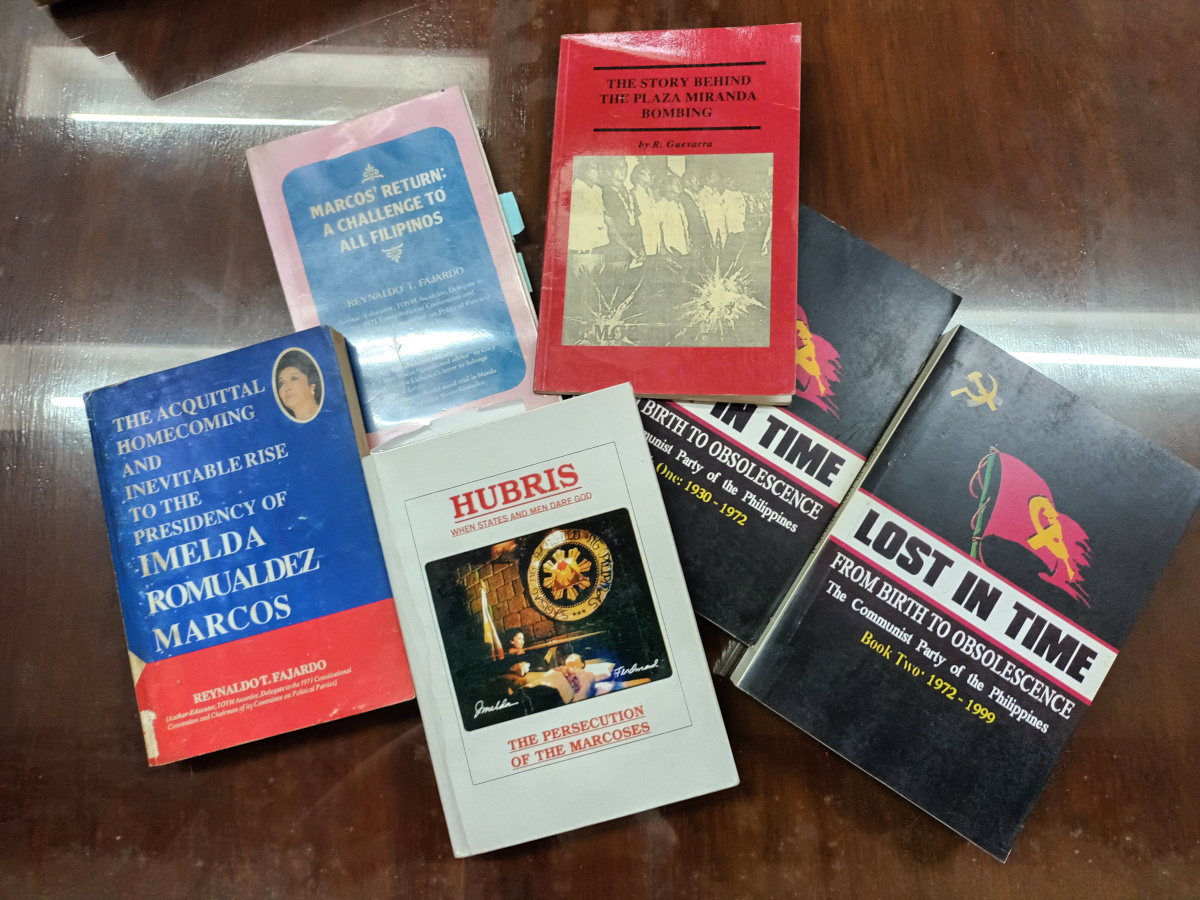 THE STORY BEHIND
THE PLAZA MIRANDA
BOMBING
by R. Guevarra
MARCOS' RETURN:
A CHALLENGE TO
ALL FILIPINOS
REYNALDO T. FAJARDO
THE ACQUITTAL
HOMECOMING
AND
INEVITABLE RISE
TO THE
PRESIDENCY OF
IMELDA
ROMUALDEZ
MARCOS
REYNALDO T. FAJARDO
(Author-Educator, TOYM Awardee, Delegate to the 1971 Constitutional
Convention and Chairman of its Committee on Political Parties)
HUBRIS
WHEN STATES AND MEN DARE GOD
Imelda
Ferdinand
THE PERSECUTION
OF THE MARCOSES
IN TIME
BIRTH TO OBSOLESCENCE
Party of the Philippines
One: 1930 - 1972
LOST IN TIME
FROM BIRTH TO OBSOLESCENCE
The Communist Party of the Philippines
Book Two: 1972 - 1999